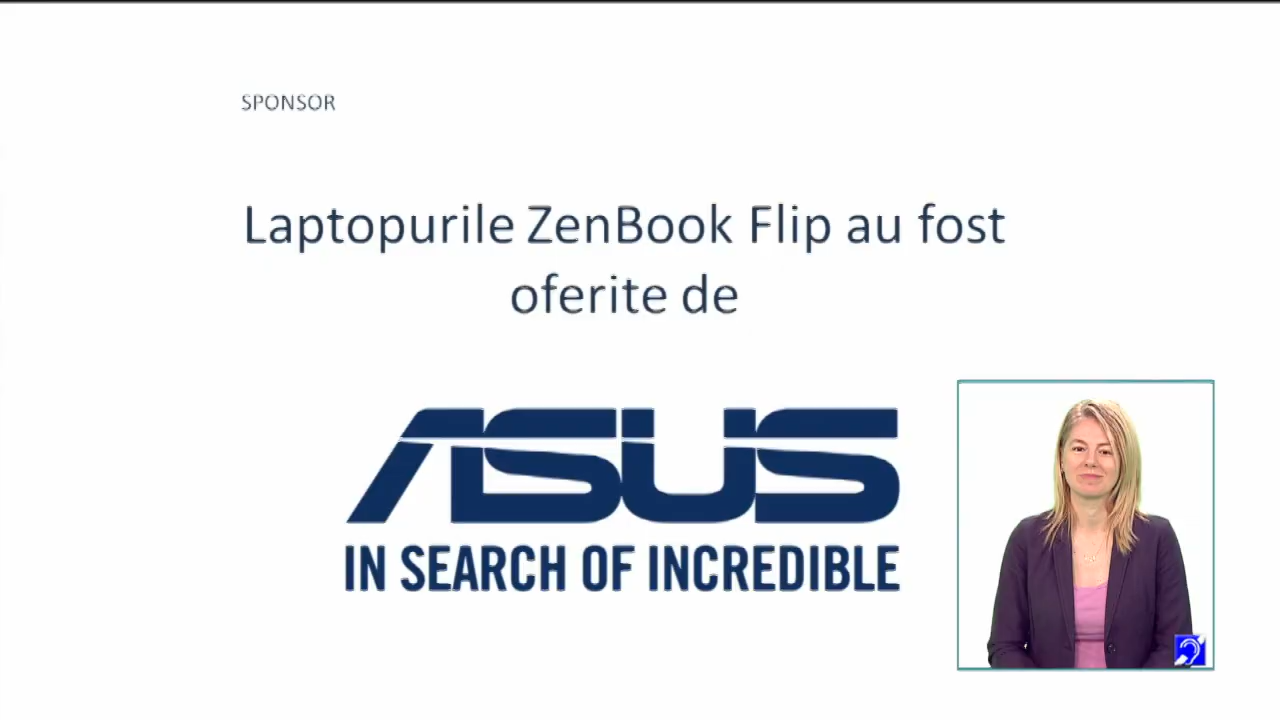 SPONSOR
Laptopurile ZenBook Flip au fost
oferite de
ASUS
IN SEARCH OF INCREDIBLE